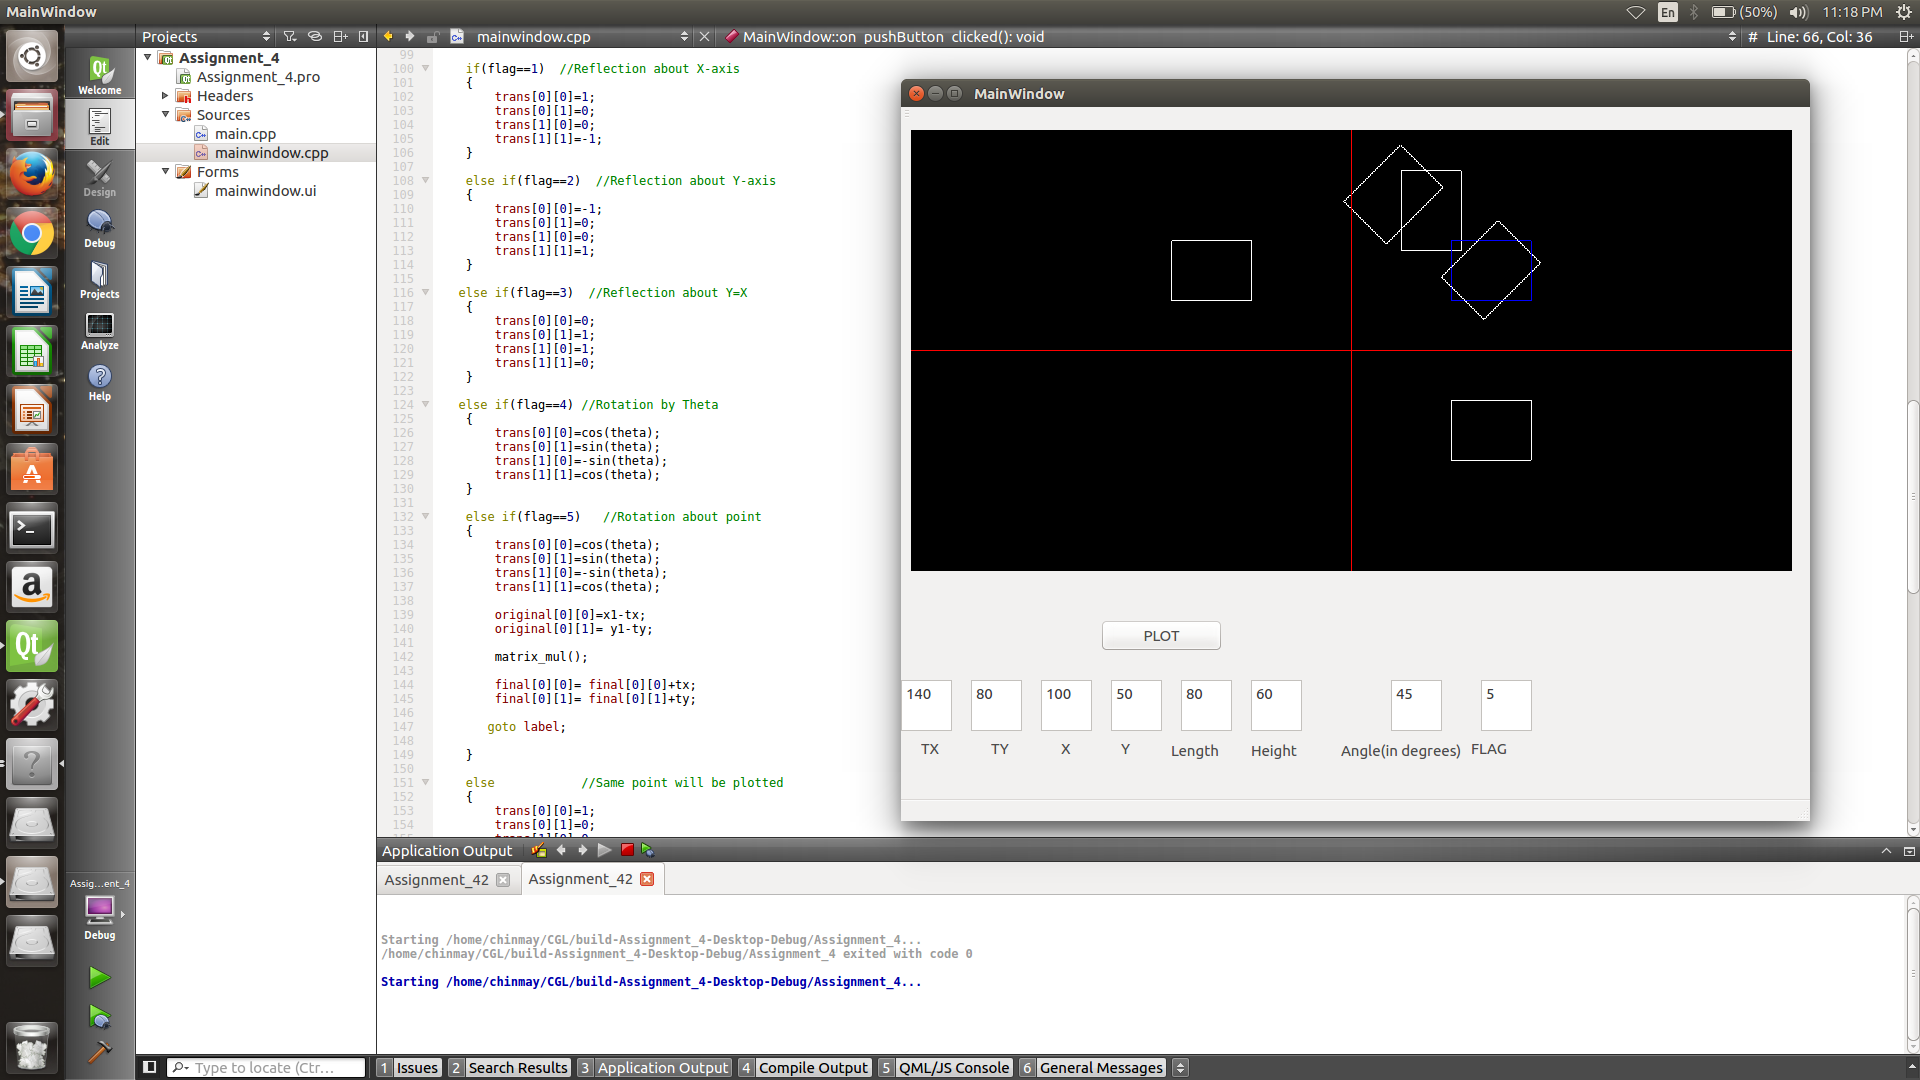 MainWindow
En (50%) 11:18 PM
Projects mainwindow.cpp MainWindow::on_pushButton_clicked(): void # Line: 66, Col: 36
Assignment_4
Assignment_4.pro
Headers
Sources
main.cpp
mainwindow.cpp
Forms
mainwindow.ui
Welcome
Edit
Design
Debug
Projects
Analyze
Help
Assig...ent_4
Debug
99
100 if(flag==1) //Reflection about X-axis
101 {
102 trans[0][0]=1;
103 trans[0][1]=0;
104 trans[1][0]=0;
105 trans[1][1]=-1;
106 }
107
108 else if(flag==2) //Reflection about Y-axis
109 {
110 trans[0][0]=-1;
111 trans[0][1]=0;
112 trans[1][0]=0;
113 trans[1][1]=1;
114 }
115
116 else if(flag==3) //Reflection about Y=X
117 {
118 trans[0][0]=0;
119 trans[0][1]=1;
120 trans[1][0]=1;
121 trans[1][1]=0;
122 }
123
124 else if(flag==4) //Rotation by Theta
125 {
126 trans[0][0]=cos(theta);
127 trans[0][1]=sin(theta);
128 trans[1][0]=-sin(theta);
129 trans[1][1]=cos(theta);
130 }
131
132 else if(flag==5) //Rotation about point
133 {
134 trans[0][0]=cos(theta);
135 trans[0][1]=sin(theta);
136 trans[1][0]=-sin(theta);
137 trans[1][1]=cos(theta);
138
139 original[0][0]=x1-tx;
140 original[0][1]= y1-ty;
141
142 matrix_mul();
143
144 final[0][0]= final[0][0]+tx;
145 final[0][1]= final[0][1]+ty;
146
147 goto label;
148
149 }
150
151 else //Same point will be plotted
152 {
153 trans[0][0]=1;
154 trans[0][1]=0;
MainWindow
PLOT
140 80 100 50 80 60 45 5
TX TY X Y Length Height Angle(in degrees) FLAG
Application Output
Assignment_42 Assignment_42
Starting /home/chinmay/CGL/build-Assignment_4-Desktop-Debug/Assignment_4...
/home/chinmay/CGL/build-Assignment_4-Desktop-Debug/Assignment_4 exited with code 0
Starting /home/chinmay/CGL/build-Assignment_4-Desktop-Debug/Assignment_4...
Type to locate (Ctr... 1 Issues 2 Search Results 3 Application Output 4 Compile Output 5 QML/JS Console 6 General Messages